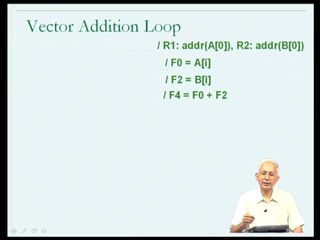 Vector Addition Loop
/ R1: addr(A[0]), R2: addr(B[0])
/ F0 = A[i]
/ F2 = B[i]
/ F4 = F0 + F2